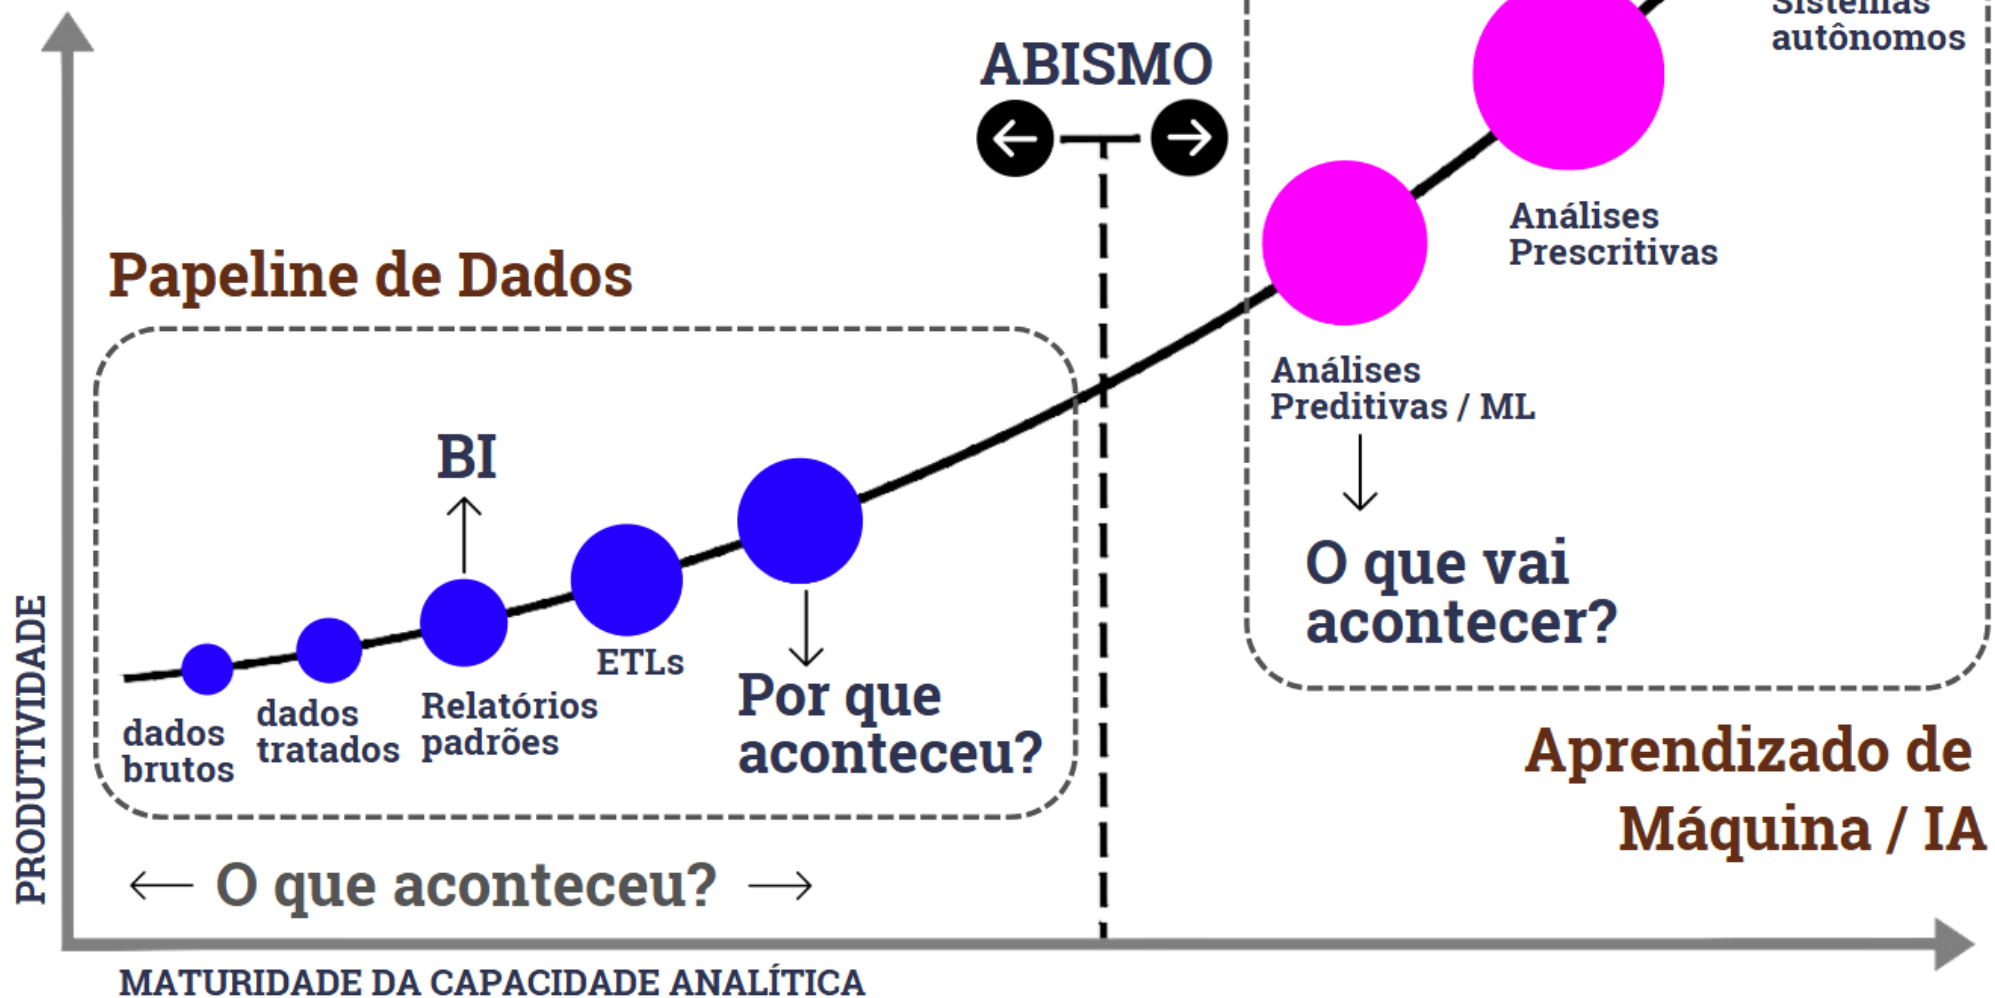 Sistemas
autônomos
ABISMO
Análises
Prescritivas
Papeline de Dados
Análises
Preditivas / ML
BI
O que vai
acontecer?
ETLs
Por que
aconteceu?
Relatórios
padrões
dados
tratados
dados
brutos
Aprendizado de
Máquina / IA
O que aconteceu?
PRODUTIVIDADE
MATURIDADE DA CAPACIDADE ANALÍTICA